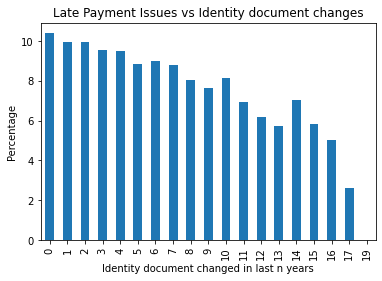 Late Payment Issues vs Identity document changes
10
8
6
4
2
0
Percentage
0 1 2 3 4 5 6 7 8 9 10 11 12 13 14 15 16 17 19
Identity document changed in last n years